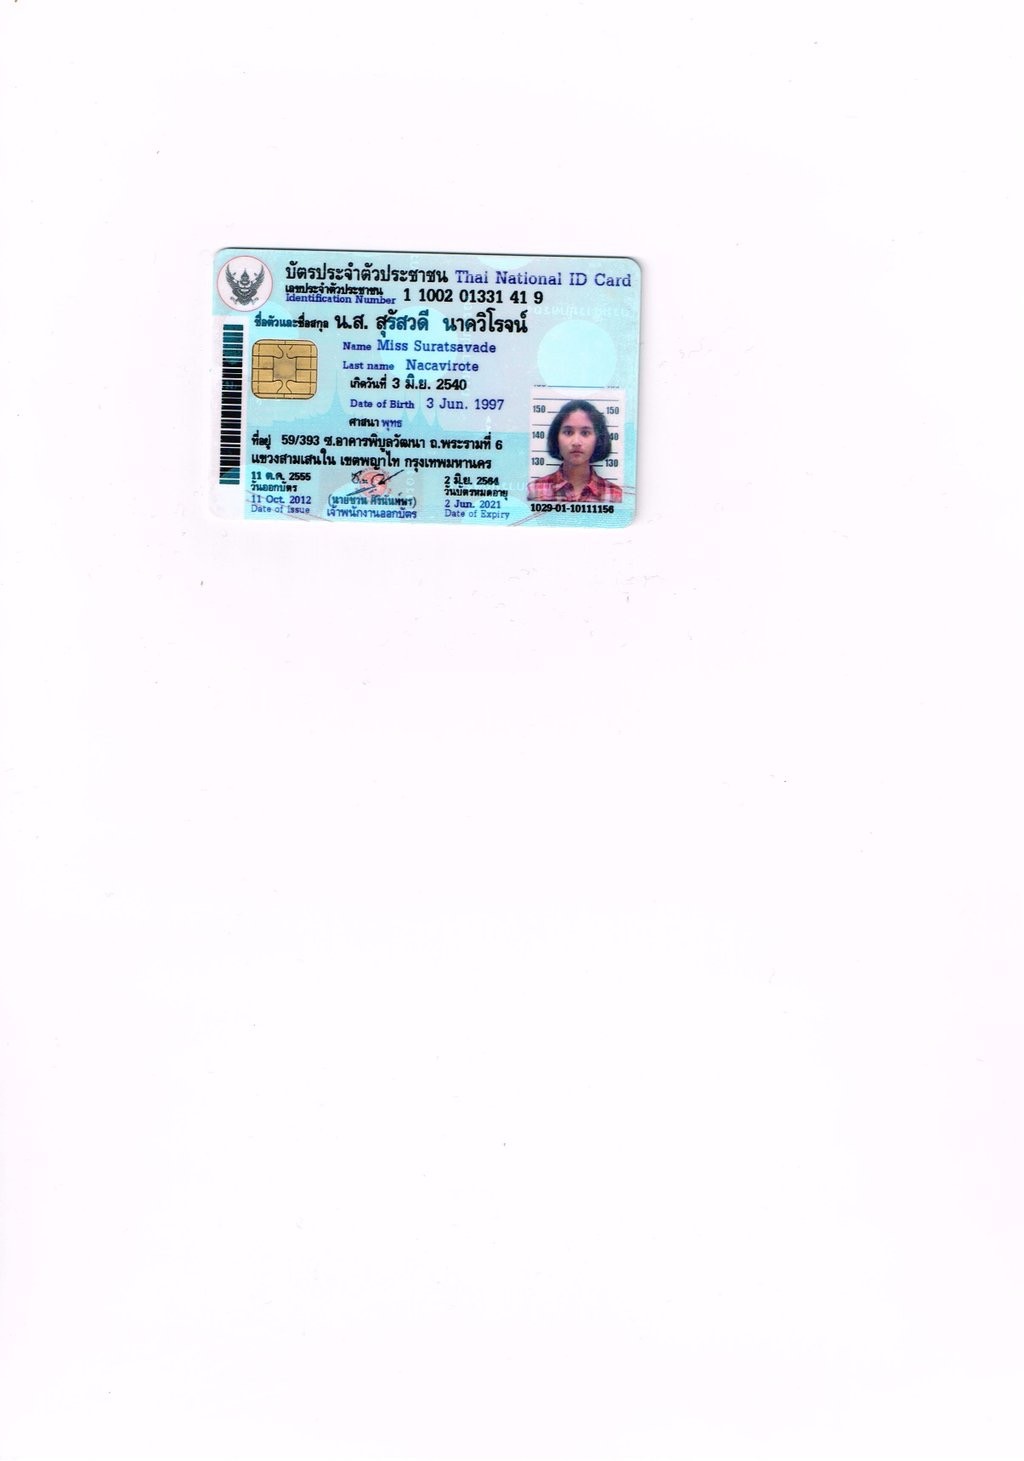 บัตรประจำตัวประชาชน Thai National ID Card
เลขประจำตัวประชาชน
Identification Number 1 1002 01331 41 9
ชื่อตัวและชื่อสกุล น.ส. สุรัสวดี นาควิโรจน์
Name Miss Suratsavade
Last name Nacavirote
เกิดวันที่ 3 มิ.ย. 2540
Date of Birth 3 Jun. 1997
ศาสนา พุทธ
ที่อยู่ 59/393 ซ.อาคารพิบูลวัฒนา ถ.พระรามที่ 6
แขวงสามเสนใน เขตพญาไท กรุงเทพมหานคร
150 150
140 40
130 130
11 ต.ค. 2555
วันออกบัตร
11 Oct. 2012
Date of Issue
เจ้าพนักงานออกบัตร
2 มิ.ย. 2564
วันบัตรหมดอายุ
2 Jun. 2021
Date of Expiry
1029-01-10111156